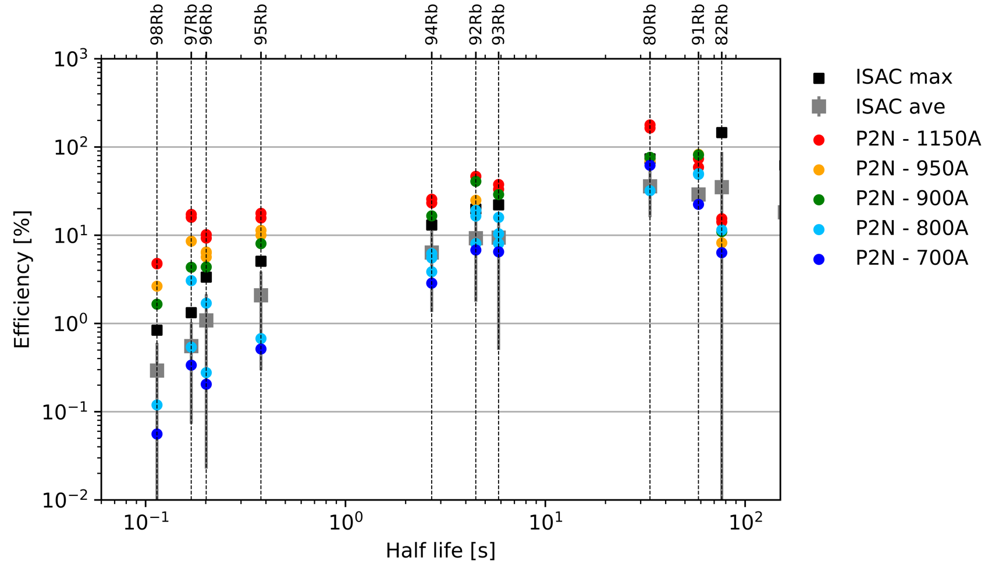 98Rb 97Rb 96Rb 95Rb 94Rb 92Rb 93Rb 80Rb 91Rb 82Rb
10³
10²
10¹
10⁰
10⁻¹
10⁻²
Efficiency [%]
10⁻¹ 10⁰ 10¹ 10²
Half life [s]
ISAC max
ISAC ave
P2N - 1150A
P2N - 950A
P2N - 900A
P2N - 800A
P2N - 700A